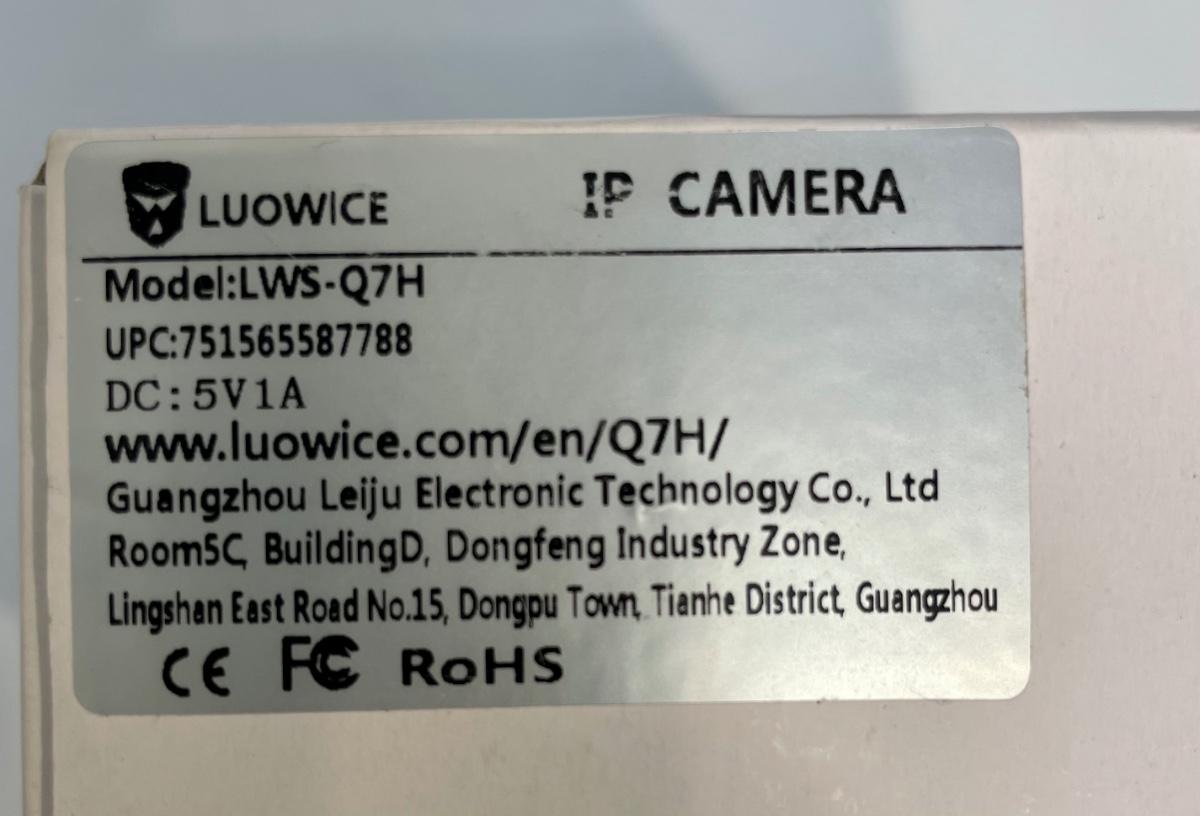 LUOWICE IP CAMERA
Model:LWS-Q7H
UPC:751565587788
DC:5V1A
www.luowice.com/en/Q7H/
Guangzhou Leiju Electronic Technology Co., Ltd
Room5C, BuildingD, Dongfeng Industry Zone,
Lingshan East Road No.15, Dongpu Town, Tianhe District, Guangzhou
CE FC RoHS